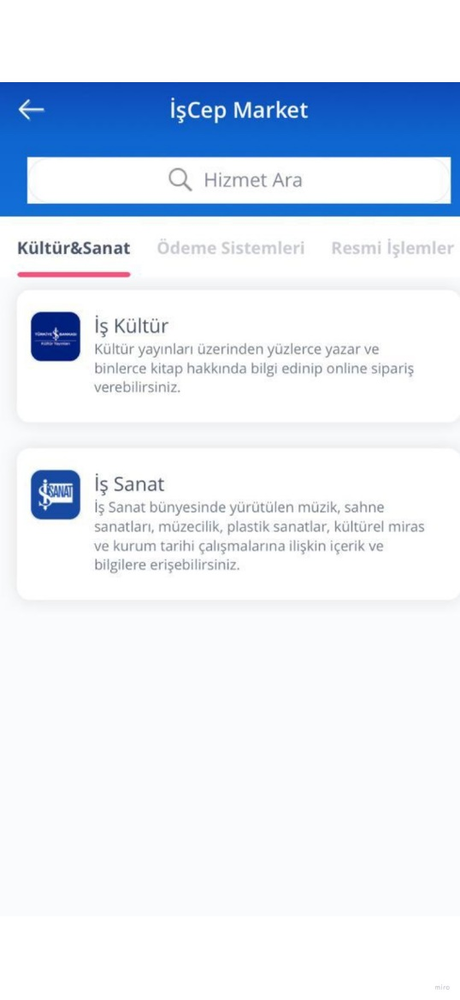 İşCep Market
Hizmet Ara
Kültür&Sanat Ödeme Sistemleri Resmi İşlemler
TÜRKİYE BANKASI
Kültür Yayınları
İş Kültür
Kültür yayınları üzerinden yüzlerce yazar ve
binlerce kitap hakkında bilgi edinip online sipariş
verebilirsiniz.
İŞSANAT
İş Sanat
İş Sanat bünyesinde yürütülen müzik, sahne
sanatları, müzecilik, plastik sanatlar, kültürel miras
ve kurum tarihi çalışmalarına ilişkin içerik ve
bilgilere erişebilirsiniz.
miro